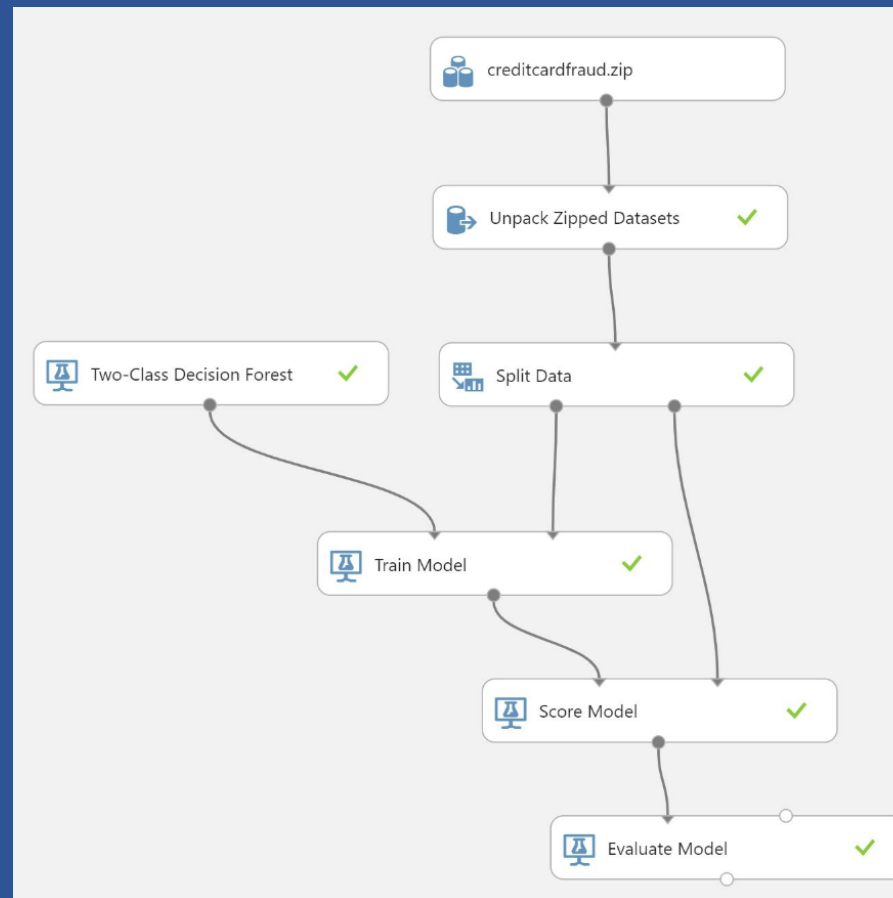 creditcardfraud.zip
Unpack Zipped Datasets
Two-Class Decision Forest
Split Data
Train Model
Score Model
Evaluate Model